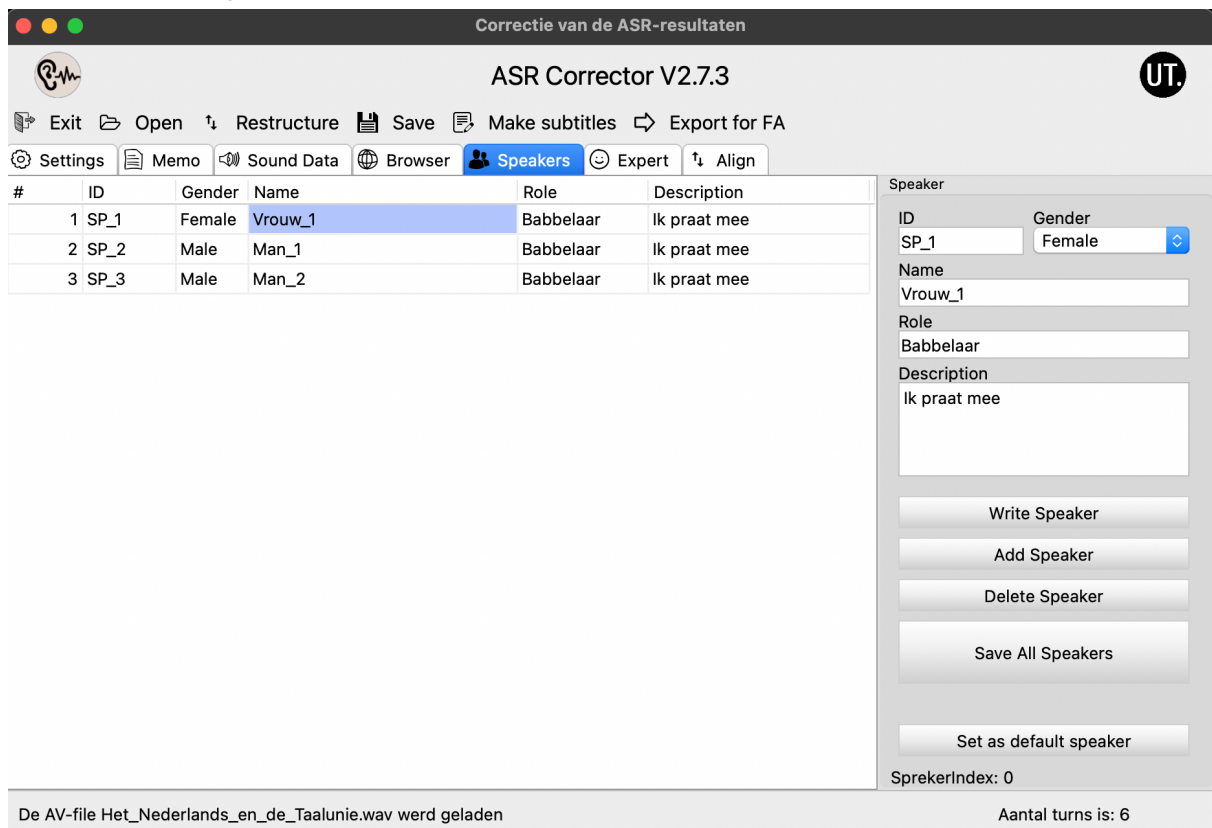 Correctie van de ASR-resultaten
ASR Corrector V2.7.3
UT.
Exit Open Restructure Save Make subtitles Export for FA
Settings Memo Sound Data Browser Speakers Expert Align
# ID Gender Name Role Description
1 SP_1 Female Vrouw_1 Babbelaar Ik praat mee
2 SP_2 Male Man_1 Babbelaar Ik praat mee
3 SP_3 Male Man_2 Babbelaar Ik praat mee
Speaker
ID Gender
SP_1 Female
Name
Vrouw_1
Role
Babbelaar
Description
Ik praat mee
Write Speaker
Add Speaker
Delete Speaker
Save All Speakers
Set as default speaker
SprekerIndex: 0
De AV-file Het_Nederlands_en_de_Taalunie.wav werd geladen Aantal turns is: 6